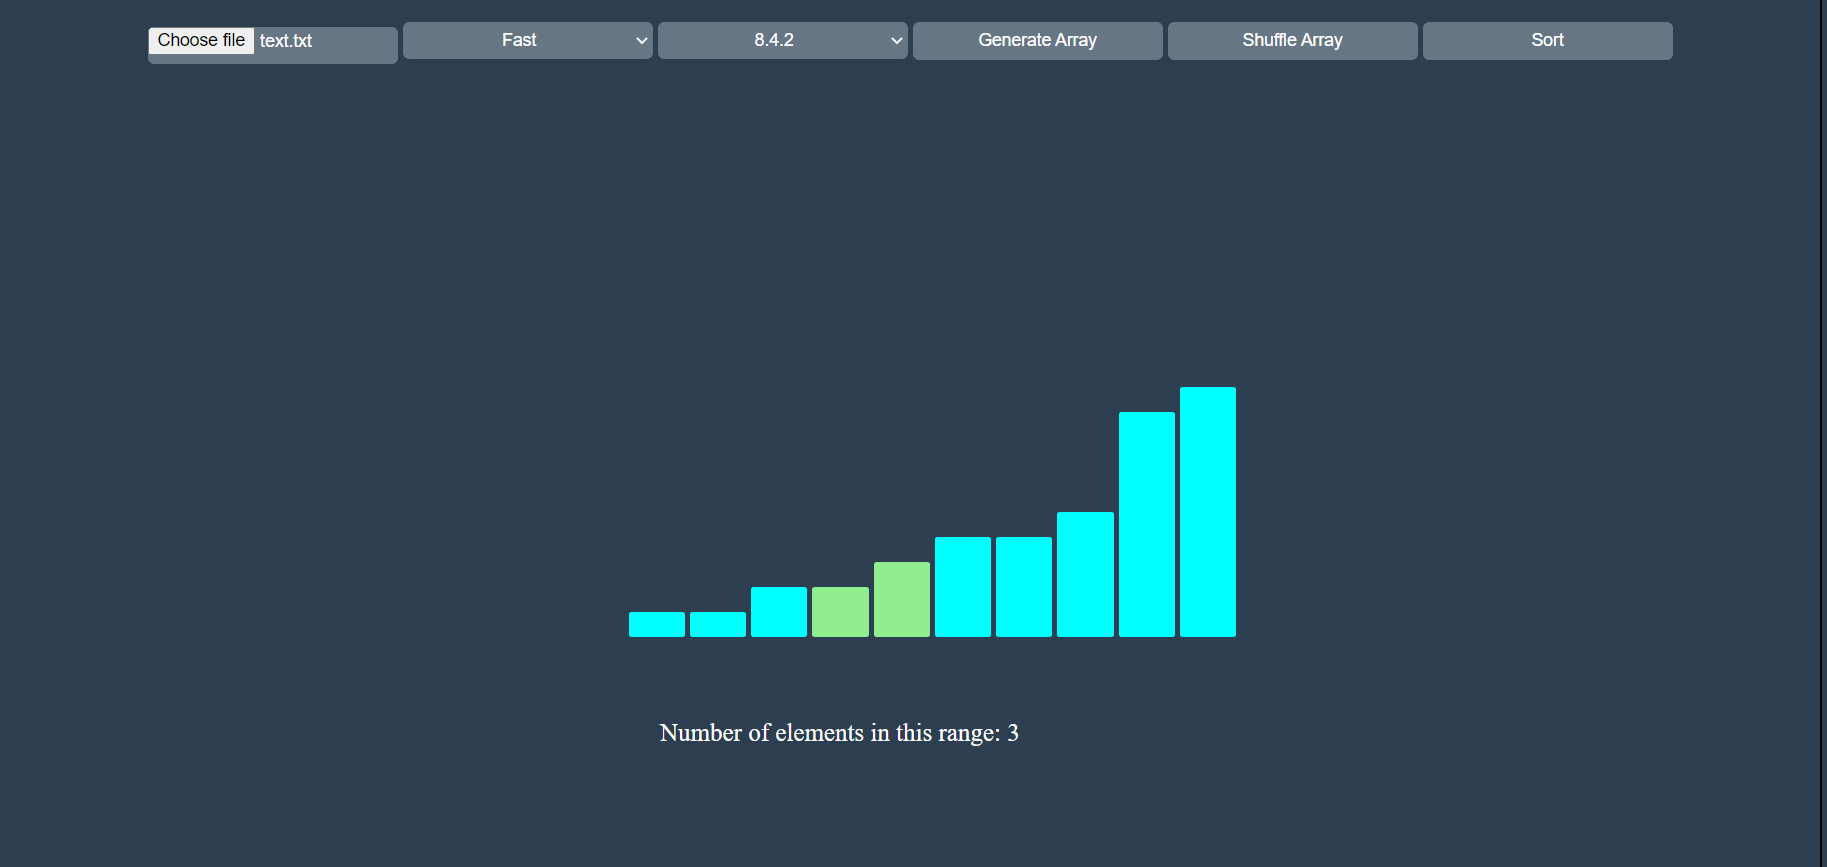 Choose file text.txt Fast 8.4.2 Generate Array Shuffle Array Sort
Number of elements in this range: 3